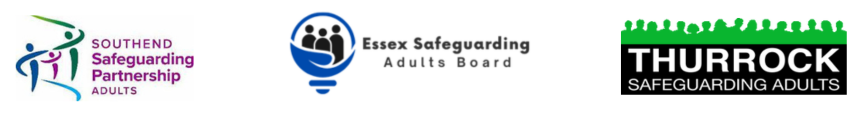 SOUTHEND
Safeguarding
Partnership
ADULTS
Essex Safeguarding
Adults Board
THURROCK
SAFEGUARDING ADULTS